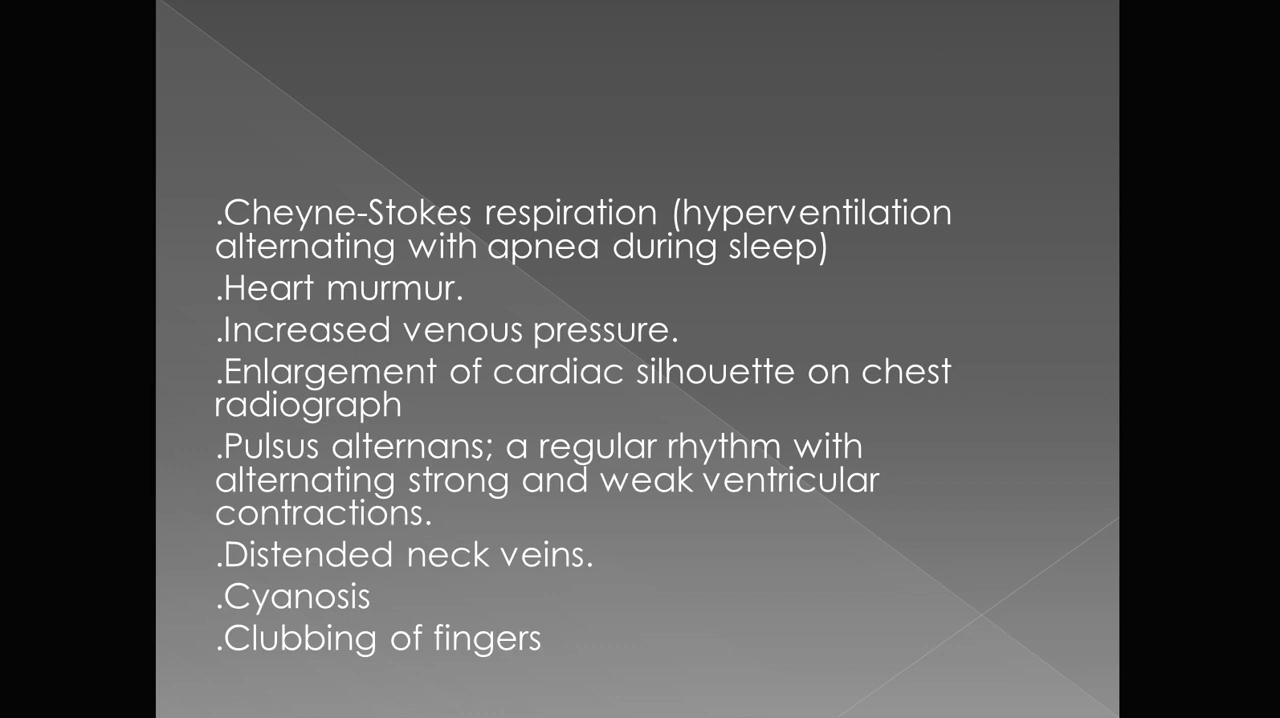 .Cheyne-Stokes respiration (hyperventilation
alternating with apnea during sleep)
.Heart murmur.
.Increased venous pressure.
.Enlargement of cardiac silhouette on chest
radiograph
.Pulsus alternans; a regular rhythm with
alternating strong and weak ventricular
contractions.
.Distended neck veins.
.Cyanosis
.Clubbing of fingers